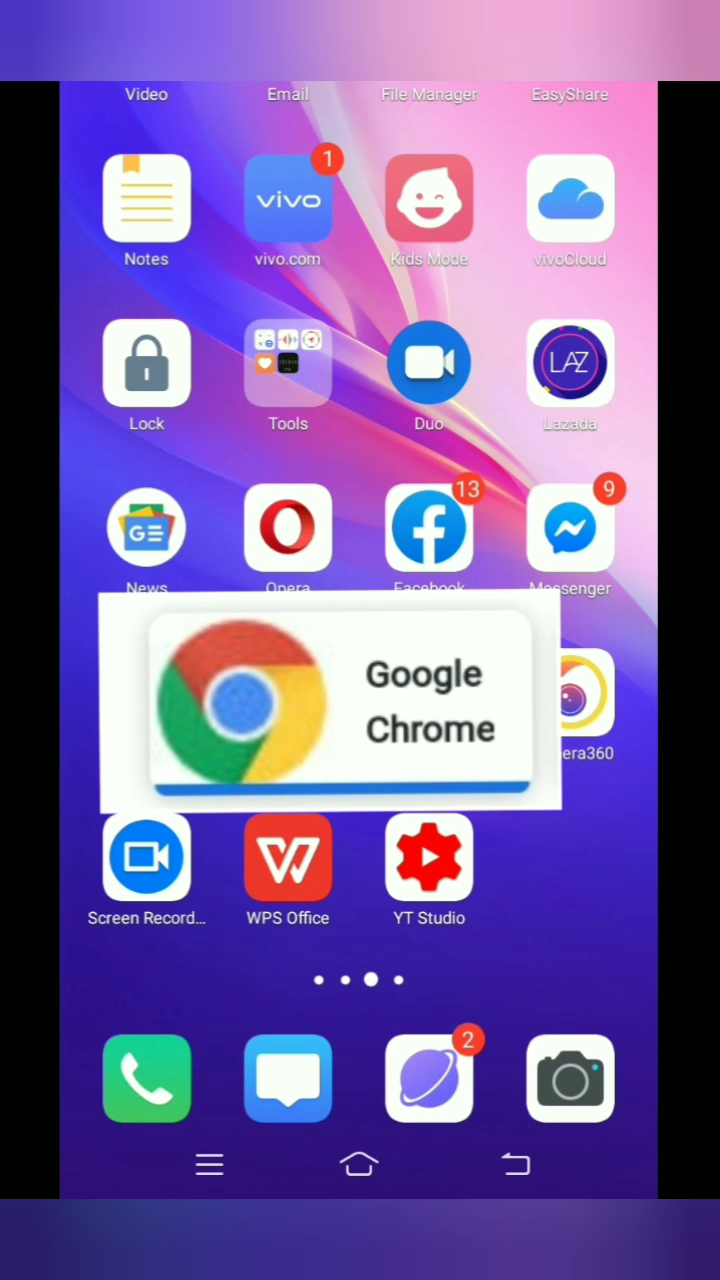 Video Email File Manager EasyShare
1
vivo
Notes vivo.com Kids Mode vivoCloud
LAZ
Lock Tools Duo Lazada
13 9
GE
News Opera Facebook Messenger
Google
Chrome
era360
Screen Record... WPS Office YT Studio
2